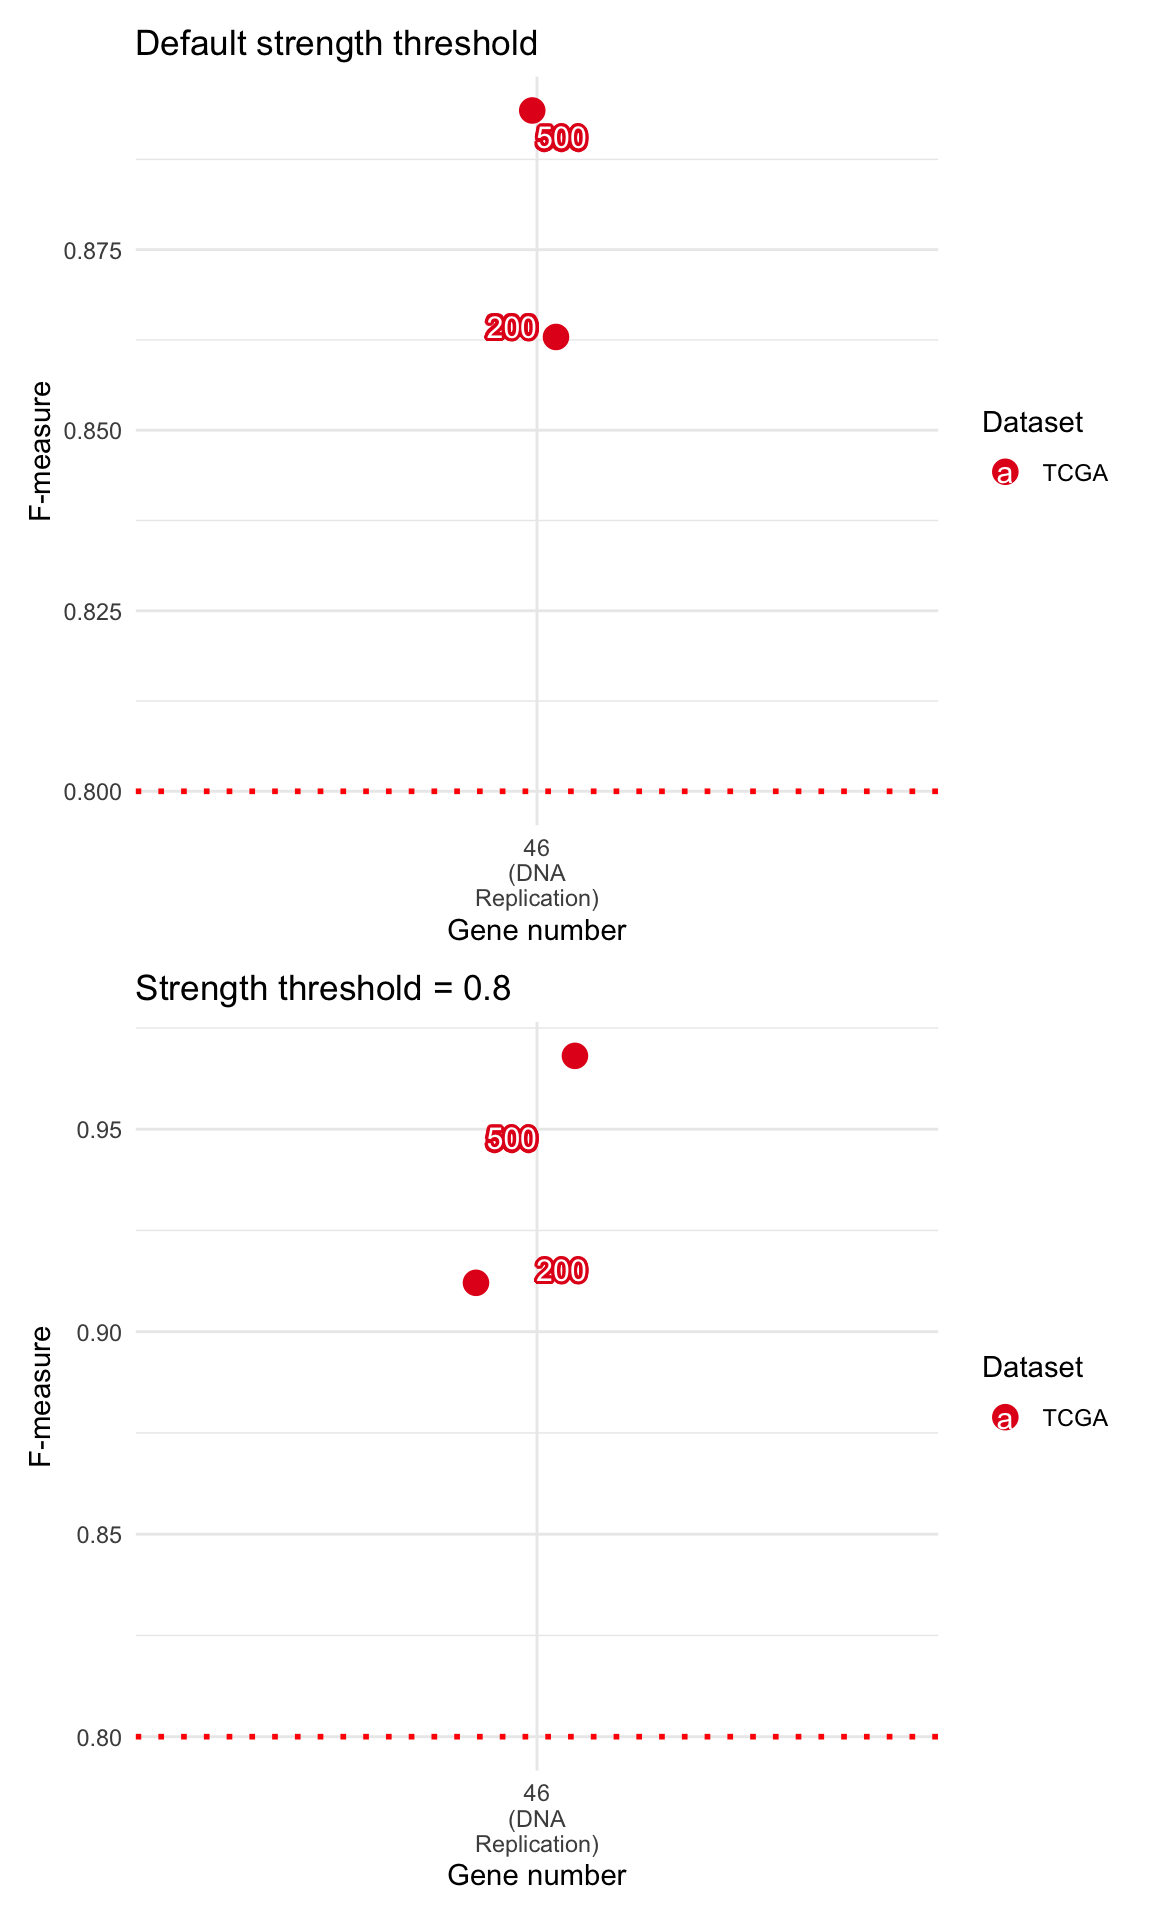 Default strength threshold
500
0.875
200
0.850
0.825
0.800
F-measure
46
(DNA
Replication)
Gene number
Dataset
a TCGA
Strength threshold = 0.8
0.95
500
200
0.90
0.85
0.80
F-measure
46
(DNA
Replication)
Gene number
Dataset
a TCGA